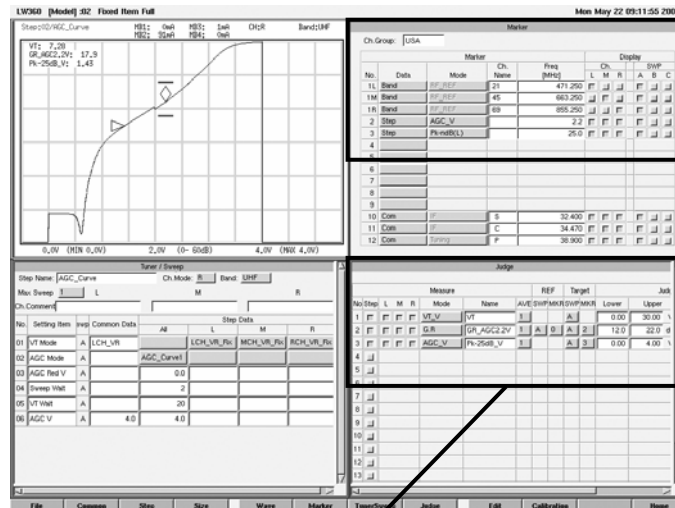 LW360 [Model] :02 Fixed Item Full Mon May 22 09:11:55 200
Step:02/AGC_Curve MB1: 0mA MB3: 1mA CH:R Band:UHF
MB2: 91mA MB4: 0mA
VT: 7.28
GR_AGC2.2V: 17.9
Pk-25dB_V: 1.43
0.0V (MIN 0.0V) 2.0V (0- 60dB) 4.0V (MAX 4.0V)
Marker
Ch.Group: USA
Marker Display
Ch. Freq Ch. SWP
No. Data Mode Name [MHz] L M R A B C
1L Band RF_REF 21 471.250
1M Band RF_REF 45 663.250
1R Band RF_REF 69 855.250
2 Step AGC_V 2.2
3 Step Pk-ndB(L) 25.0
4
5
6
7
8
9
10 Com IF S 32.400
11 Com IF C 34.470
12 Com Tuning P 38.900
Tuner / Sweep
Step Name: AGC_Curve Ch.Mode: R Band: UHF
Max Sweep 1 L M R
Ch.Comment
Step Data
No. Setting Item swp Common Data All L M R
01 VT Mode A LCH_VR LCH_VR_Rx MCH_VR_Rx RCH_VR_Rx
02 AGC Mode A AGC_Curve1
03 AGC Red V A 0.0
04 Sweep Wait A 2
05 VT Wait A 20
06 AGC V A 4.0 4.0
Judge
Measure REF Target Judg
No Step L M R Mode Name AVE SWP MKR SWP MKR Lower Upper
1 VT_V VT 1 A 0.00 30.00 V
2 G.R GR_AGC2.2V 1 A 0 A 2 12.0 22.0 d
3 AGC_V Pk-25dB_V 1 A 3 0.00 4.00 V
4
5
6
7
8
9
10
11
12
13
File Common Step Size Wave Marker TunerSweep Judge Edit Calibration Home